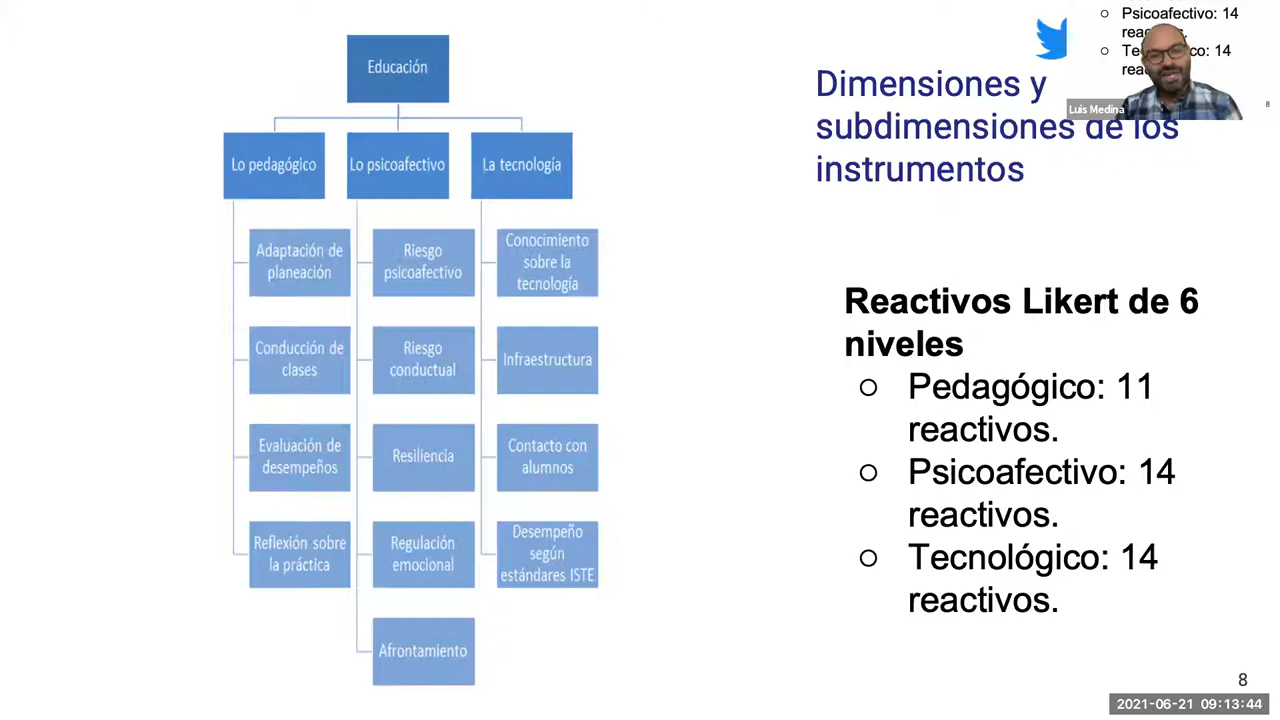 Educación
Lo pedagógico
Lo psicoafectivo
La tecnología
Adaptación de
planeación
Conducción de
clases
Evaluación de
desempeños
Reflexión sobre
la práctica
Riesgo
psicoafectivo
Riesgo
conductual
Resiliencia
Regulación
emocional
Afrontamiento
Conocimiento
sobre la
tecnología
Infraestructura
Contacto con
alumnos
Desempeño
según
estándares ISTE
Psicoafectivo: 14
14
Luis Medina
8
Dimensiones y
subdimensiones de los
instrumentos
Reactivos Likert de 6
niveles
Pedagógico: 11
reactivos.
Psicoafectivo: 14
reactivos.
Tecnológico: 14
reactivos.
8
2021-06-21 09:13:44